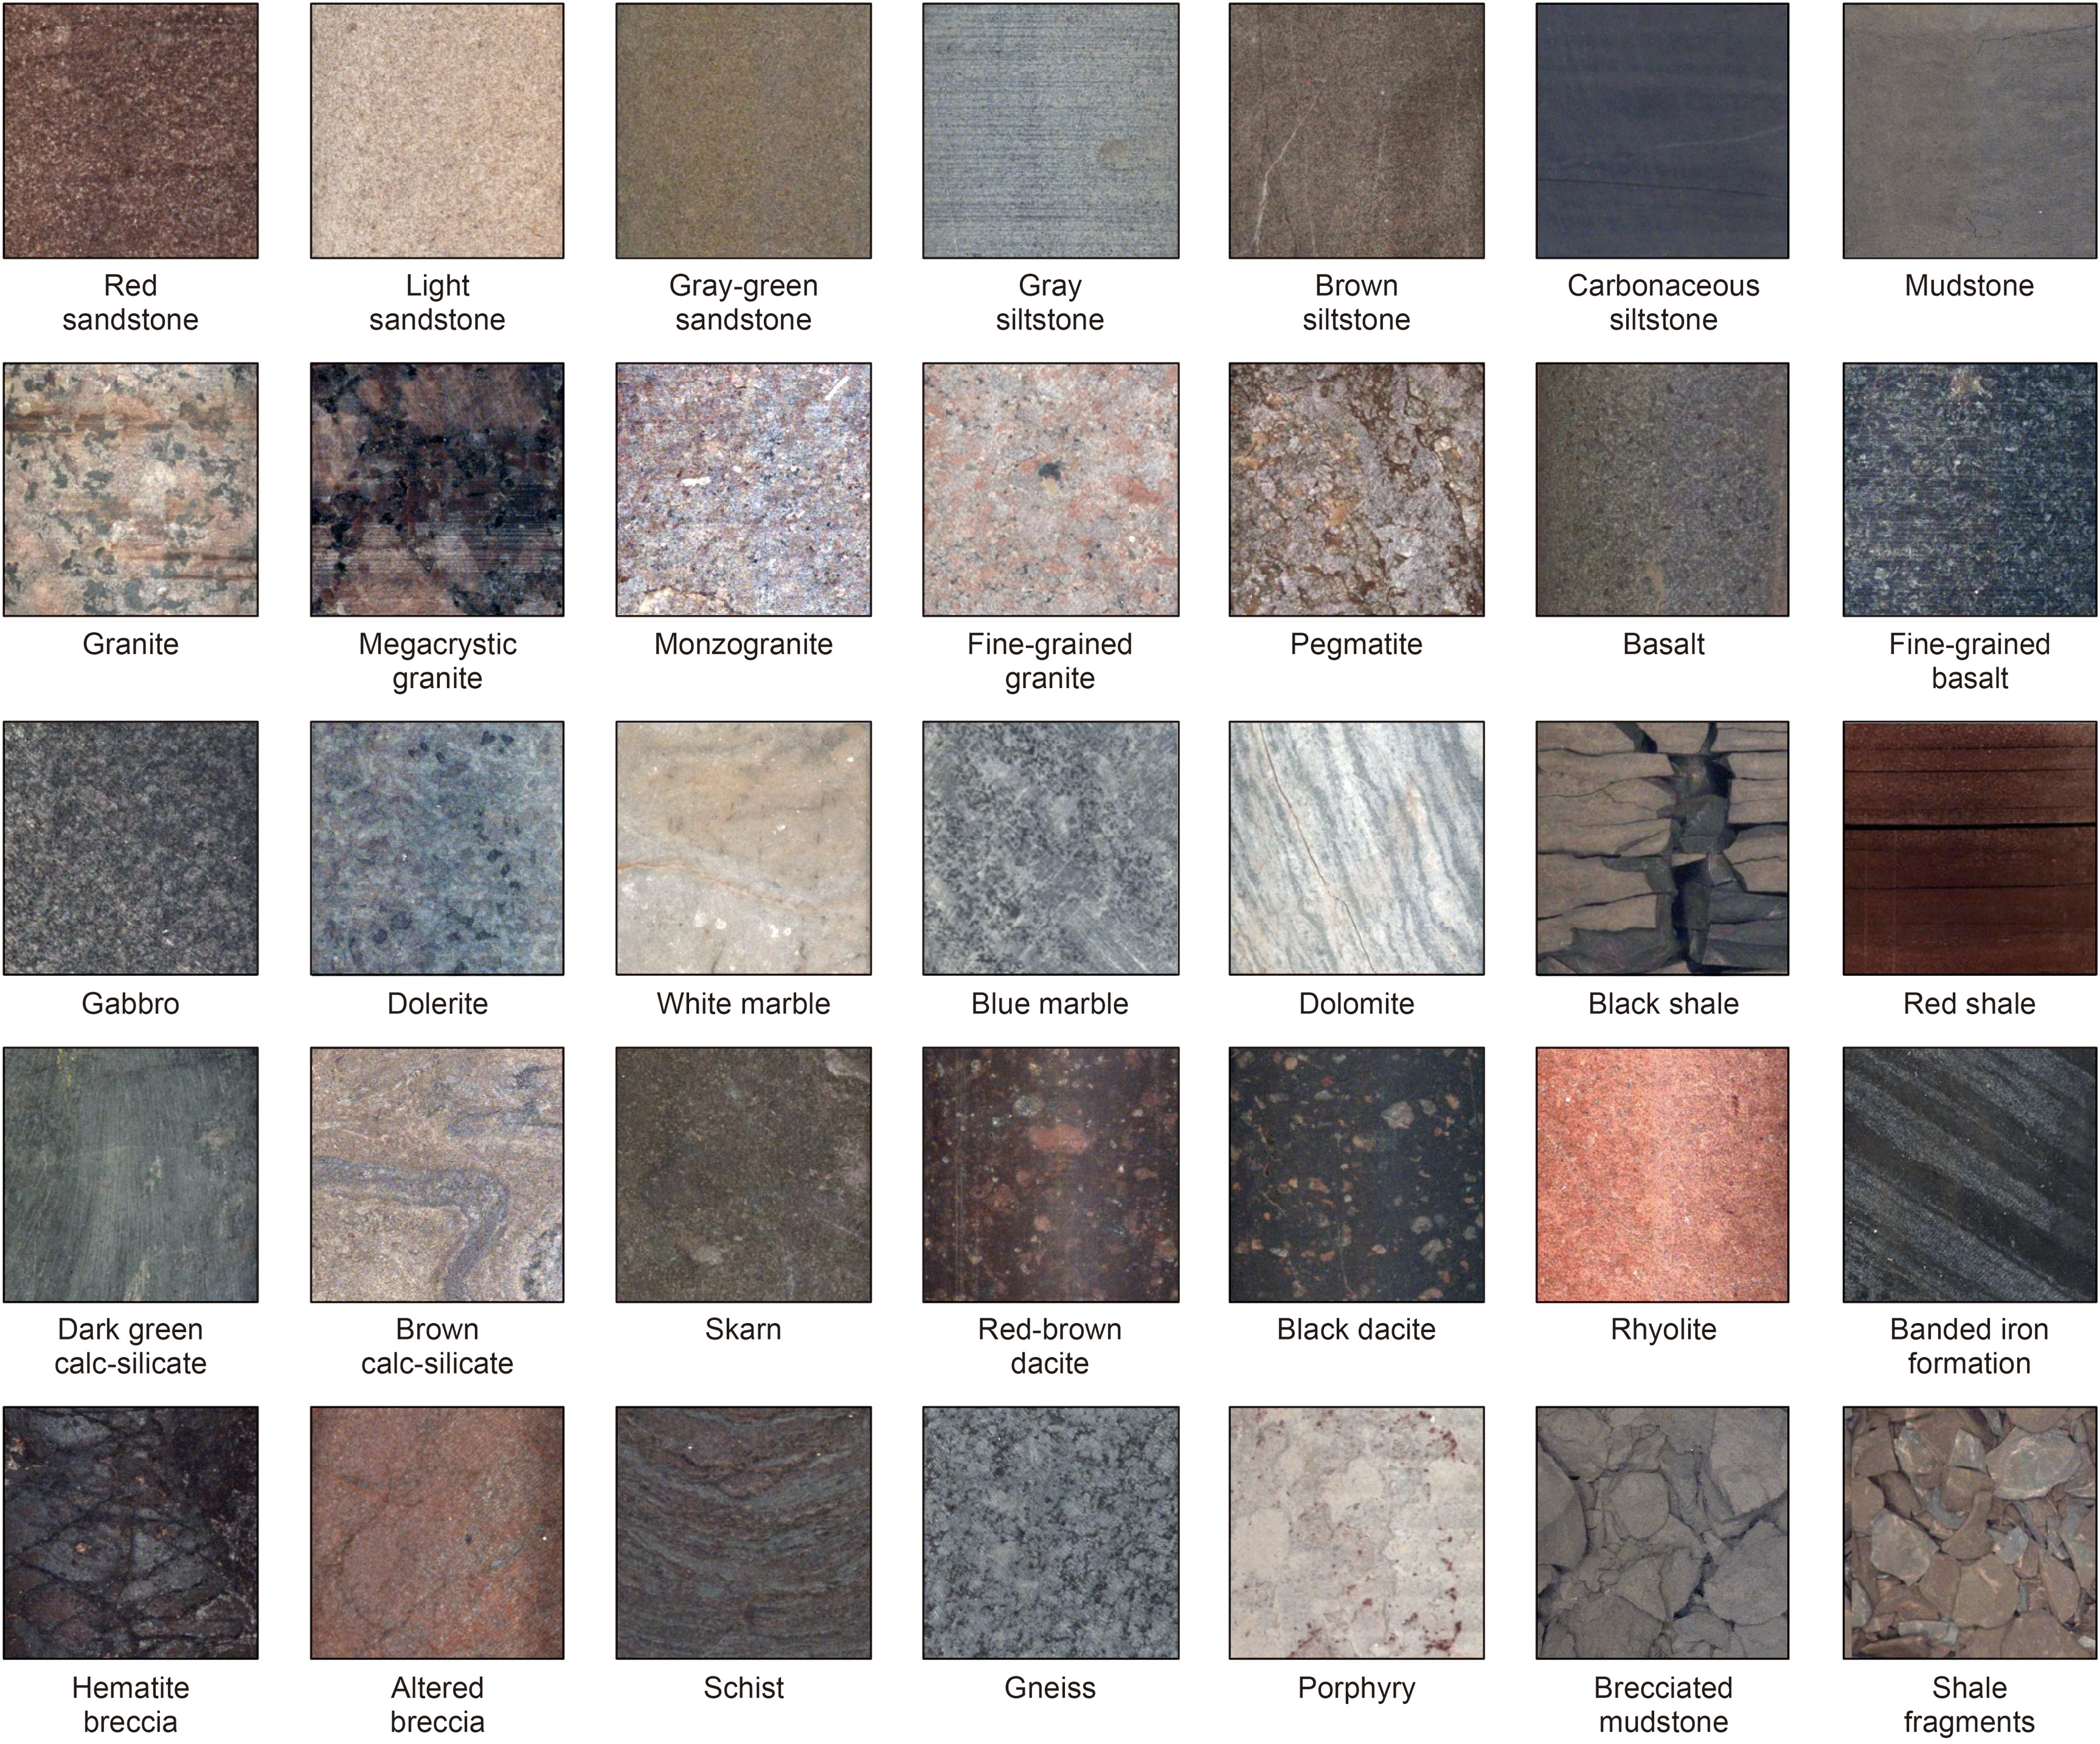 Red
sandstone
Light
sandstone
Gray-green
sandstone
Gray
siltstone
Brown
siltstone
Carbonaceous
siltstone
Mudstone
Granite
Megacrystic
granite
Monzogranite
Fine-grained
granite
Pegmatite
Basalt
Fine-grained
basalt
Gabbro
Dolerite
White marble
Blue marble
Dolomite
Black shale
Red shale
Dark green
calc-silicate
Brown
calc-silicate
Skarn
Red-brown
dacite
Black dacite
Rhyolite
Banded iron
formation
Hematite
breccia
Altered
breccia
Schist
Gneiss
Porphyry
Brecciated
mudstone
Shale
fragments